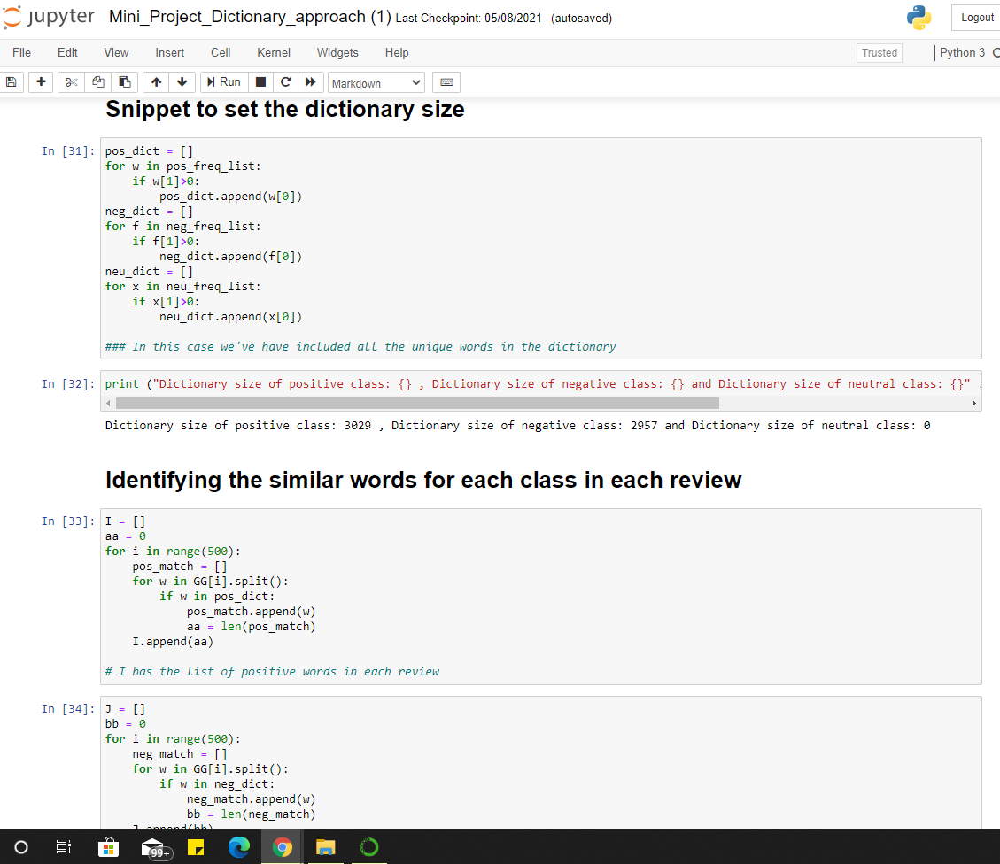 jupyter Mini_Project_Dictionary_approach (1) Last Checkpoint: 05/08/2021 (autosaved)
Logout
File Edit View Insert Cell Kernel Widgets Help
Trusted
Python 3
Run
Markdown
Snippet to set the dictionary size
In [31]:
pos_dict = []
for w in pos_freq_list:
    if w[1]>0:
        pos_dict.append(w[0])
neg_dict = []
for f in neg_freq_list:
    if f[1]>0:
        neg_dict.append(f[0])
neu_dict = []
for x in neu_freq_list:
    if x[1]>0:
        neu_dict.append(x[0])
### In this case we've have included all the unique words in the dictionary
In [32]:
print ("Dictionary size of positive class: {} , Dictionary size of negative class: {} and Dictionary size of neutral class: {}" .
Dictionary size of positive class: 3029 , Dictionary size of negative class: 2957 and Dictionary size of neutral class: 0
Identifying the similar words for each class in each review
In [33]:
I = []
aa = 0
for i in range(500):
    pos_match = []
    for w in GG[i].split():
        if w in pos_dict:
            pos_match.append(w)
            aa = len(pos_match)
    I.append(aa)
# I has the list of positive words in each review
In [34]:
J = []
bb = 0
for i in range(500):
    neg_match = []
    for w in GG[i].split():
        if w in neg_dict:
            neg_match.append(w)
            bb = len(neg_match)
    J.append(bb)
99+